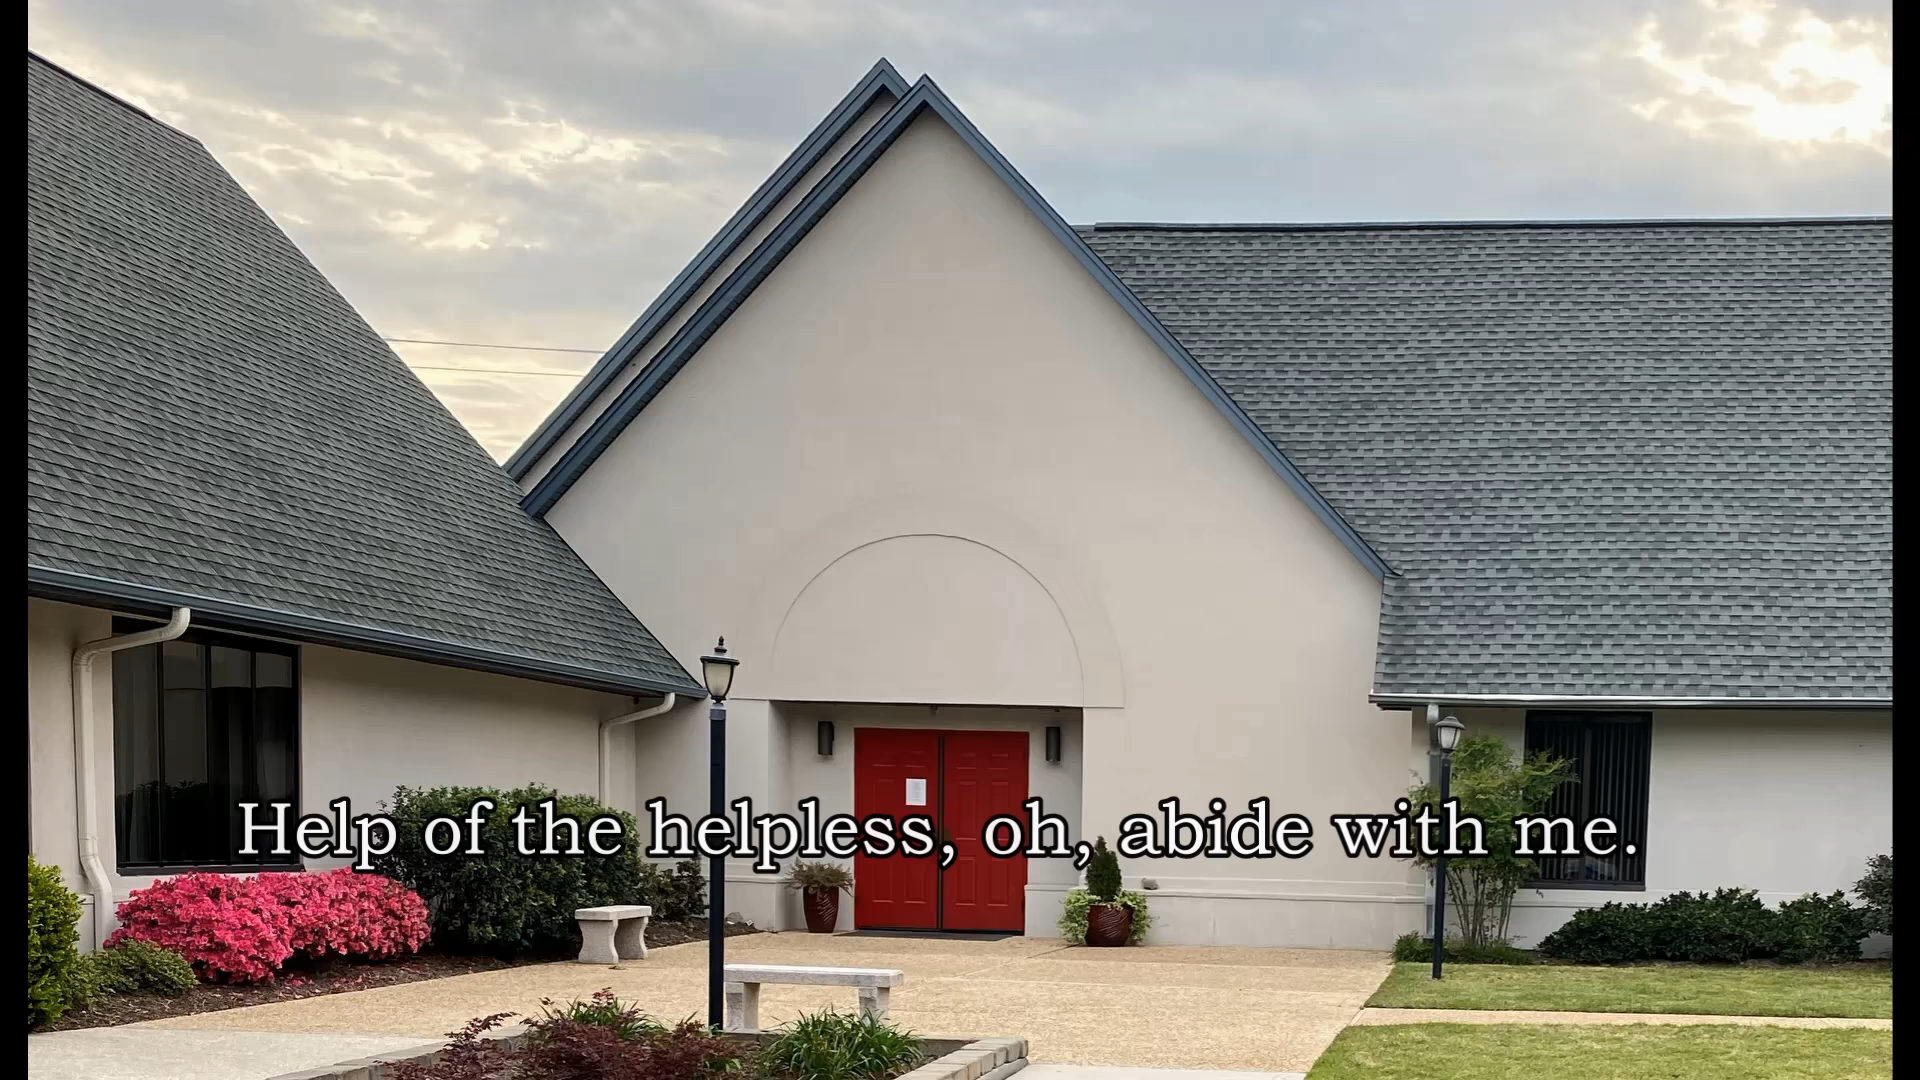 Help of the helpless, oh, abide with me.